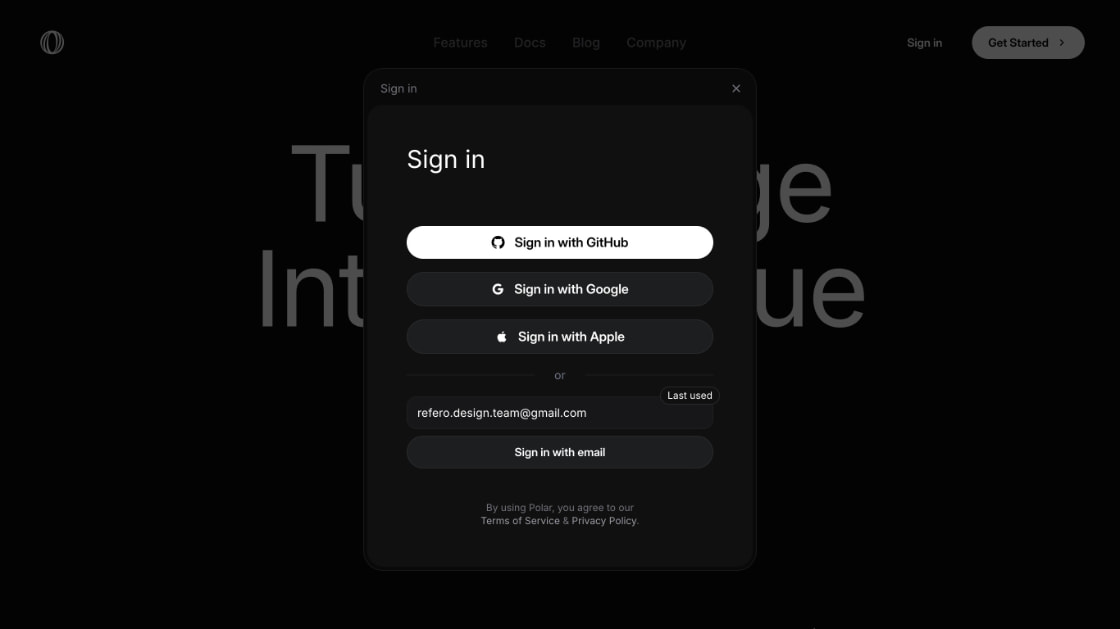 Features Docs Blog Company Sign in Get Started
Sign in
Sign in
Sign in with GitHub
Sign in with Google
Sign in with Apple
or
Last used
refero.design.team@gmail.com
Sign in with email
By using Polar, you agree to our
Terms of Service & Privacy Policy.